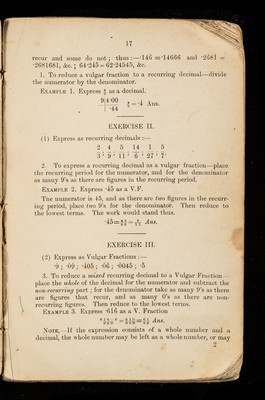 17
recur and some do not; thus:—·146 = ·14666 and ·2681 =
·2681681, &c.; 64·245 = 62·24545, &c.
1. To reduce a vulgar fraction to a recurring decimal—divide
the numerator by the denominator.
EXAMPLE 1. Express 4/9 as a decimal.
9|4·00
·44 4/9 = ·4 Ans.
EXERCISE II.
(1) Express as recurring decimals:—
2 4 5 14 1 5
3 ' 9 ' 11 ' 6 ' 27 ' 7 '
2. To express a recurring decimal as a vulgar fraction—place
the recurring period for the numerator, and for the denominator
as many 9's as there are figures in the recurring period.
EXAMPLE 2. Express ·45 as a V.F.
The numerator is 45, and as there are two figures in the recurr-
ing period, place two 9's for the denominator. Then reduce to
the lowest terms. The work would stand thus.
·45 = 45/99 = 5/11 Ans.
EXERCISE III.
(2) Express as Vulgar Fractions:—
·9; ·09; ·405; ·06; ·0045; ·5
3. To reduce a mixed recurring decimal to a Vulgar Fraction—
place the whole of the decimal for the numerator and subtract the
non-recurring part; for the denominator take as many 9's as there
are figures that recur, and as many 0's as there are non-
recurring figures. Then reduce to the lowest terms.
EXAMPLE 3. Express ·616 as a V. Fraction
Ans.
NOTE,—If the expression consists of a whole number and a
decimal, the whole number may be left as a whole number, or may
2